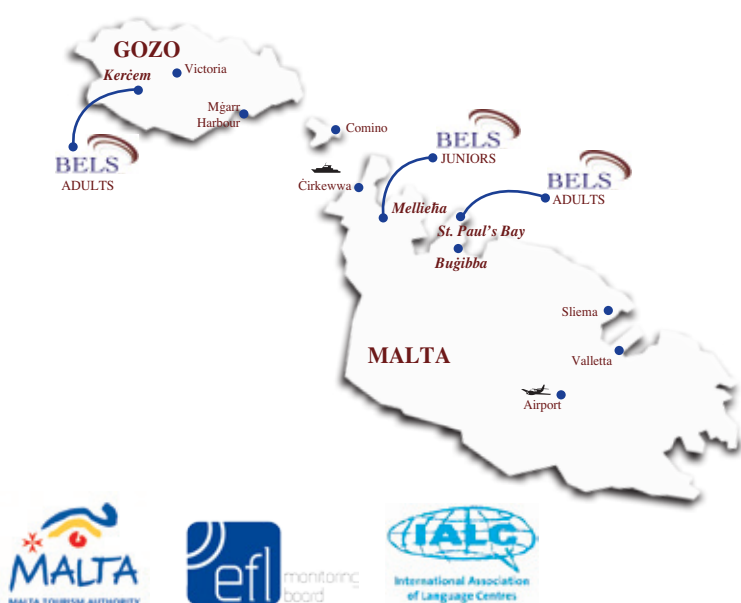 GOZO
Kerċem
Victoria
Mġarr
Harbour
Comino
BELS
ADULTS
BELS
JUNIORS
BELS
ADULTS
Ċirkewwa
Mellieħa
St. Paul's Bay
Buġibba
Sliema
MALTA
Valletta
Airport
MALTA
MALTA TOURISM AUTHORITY
efl monitoring
board
IALC
International Association
of Language Centres